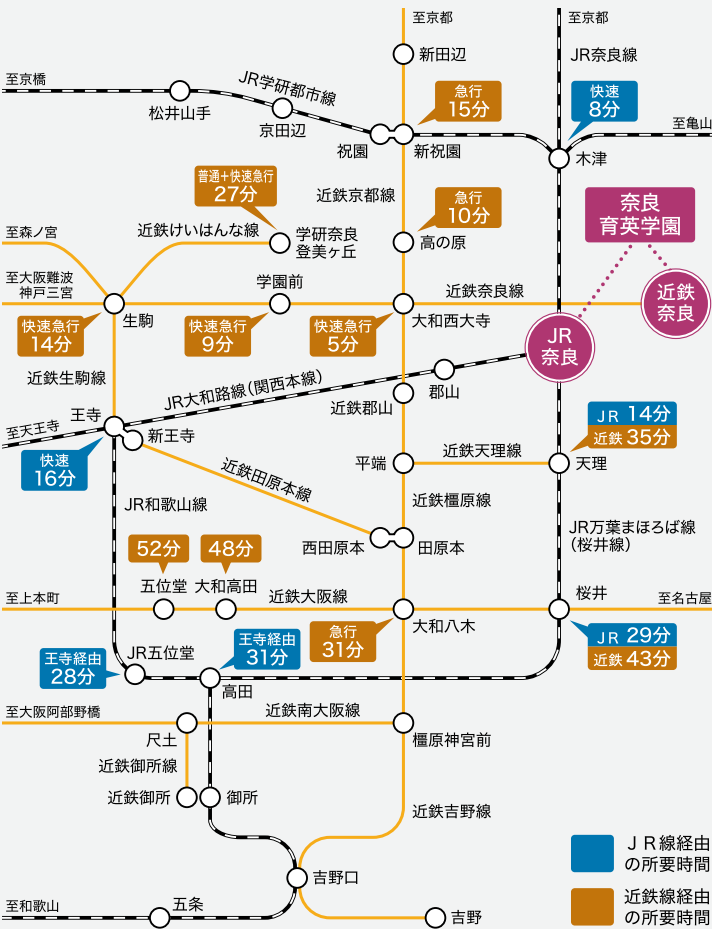 至京都
至京都
新田辺
JR奈良線
至京橋
JR学研都市線
急行
15分
快速
8分
松井山手
京田辺
至亀山
祝園
新祝園
木津
普通+快速急行
27分
近鉄京都線
急行
10分
奈良
育英学園
至森ノ宮
近鉄けいはんな線
学研奈良
登美ヶ丘
高の原
至大阪難波
神戸三宮
学園前
近鉄奈良線
近鉄
奈良
生駒
大和西大寺
快速急行
14分
快速急行
9分
快速急行
5分
JR
奈良
近鉄生駒線
JR大和路線(関西本線)
郡山
近鉄郡山
王寺
至天王寺
新王寺
JR 14分
近鉄 35分
快速
16分
平端
近鉄天理線
天理
近鉄田原本線
JR和歌山線
近鉄橿原線
JR万葉まほろば線
(桜井線)
52分
48分
西田原本
田原本
五位堂
大和高田
近鉄大阪線
桜井
至上本町
至名古屋
急行
31分
大和八木
JR 29分
近鉄 43分
王寺経由
28分
JR五位堂
王寺経由
31分
高田
至大阪阿部野橋
近鉄南大阪線
尺土
橿原神宮前
近鉄御所線
近鉄御所
御所
近鉄吉野線
JR線経由
の所要時間
吉野口
近鉄線経由
の所要時間
至和歌山
五条
吉野